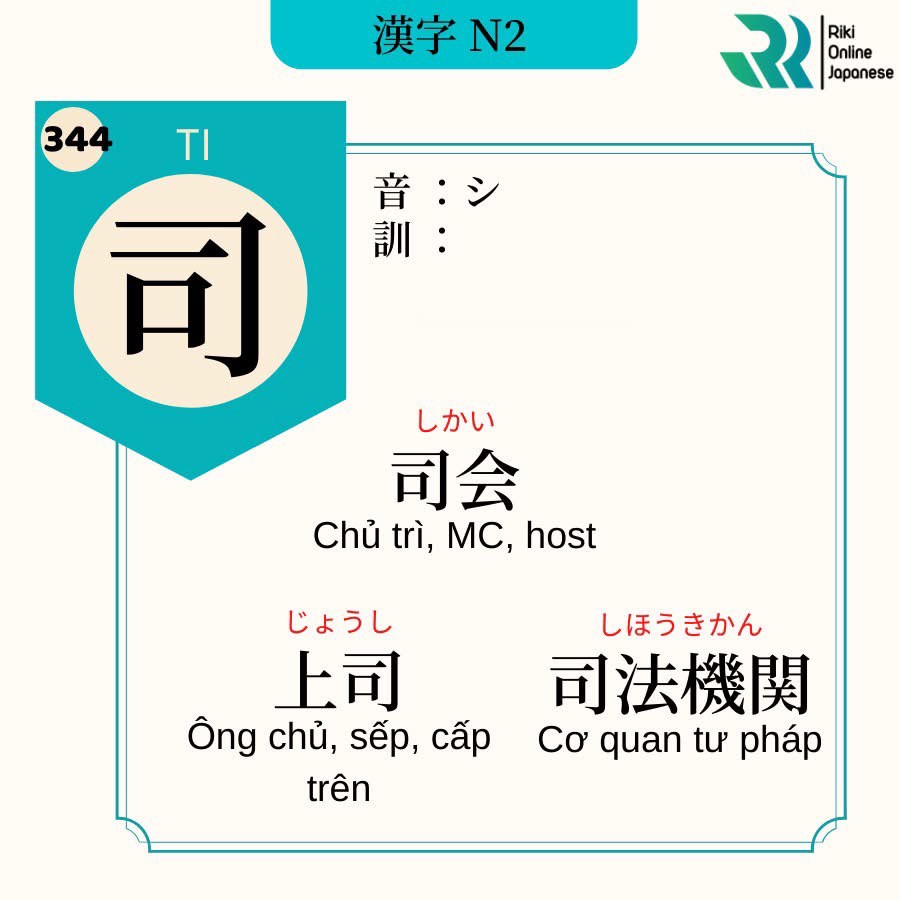 漢字 N2
Riki
Online
Japanese
344
TI
司
音 ：シ
訓 ：
しかい
司会
Chủ trì, MC, host
じょうし
上司
Ông chủ, sếp, cấp
trên
しほうきかん
司法機関
Cơ quan tư pháp